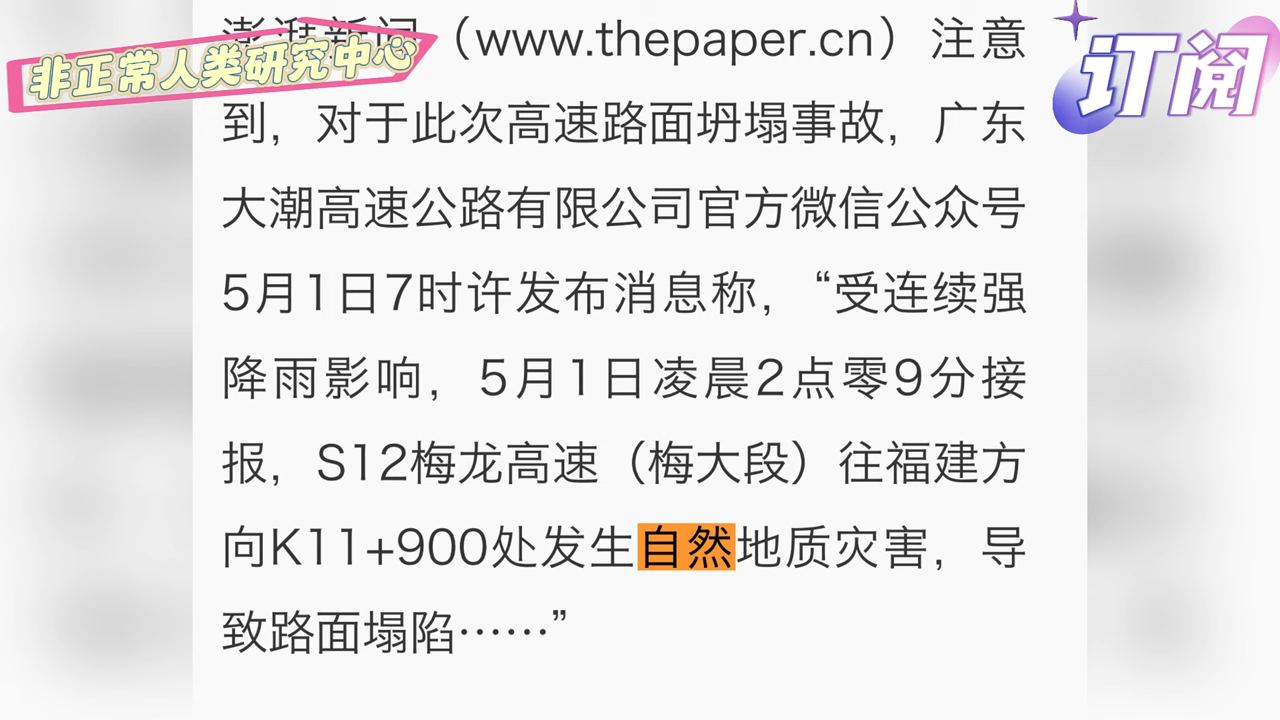 澎湃新闻（www.thepaper.cn）注意
到，对于此次高速路面坍塌事故，广东
大潮高速公路有限公司官方微信公众号
5月1日7时许发布消息称，“受连续强
降雨影响，5月1日凌晨2点零9分接
报，S12梅龙高速（梅大段）往福建方
向K11+900处发生自然地质灾害，导
致路面塌陷……”
非正常人类研究中心
订阅